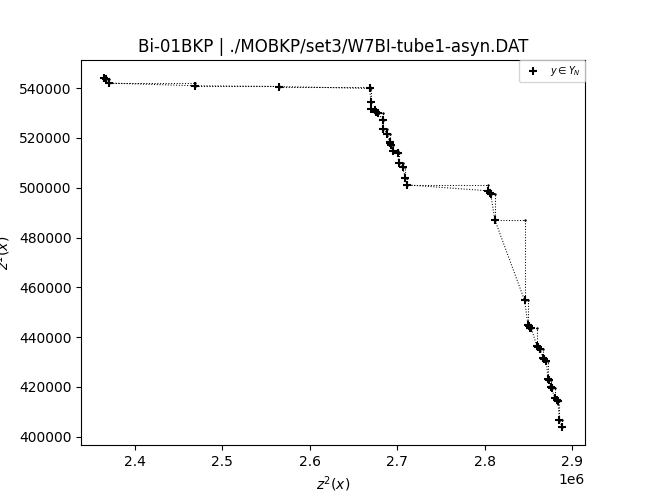 Bi-01BKP | ./MOBKP/set3/W7BI-tube1-asyn.DAT
y ∈ Y_N
540000
520000
500000
480000
460000
440000
420000
400000
2.4 2.5 2.6 2.7 2.8 2.9
1e6
z²(x)